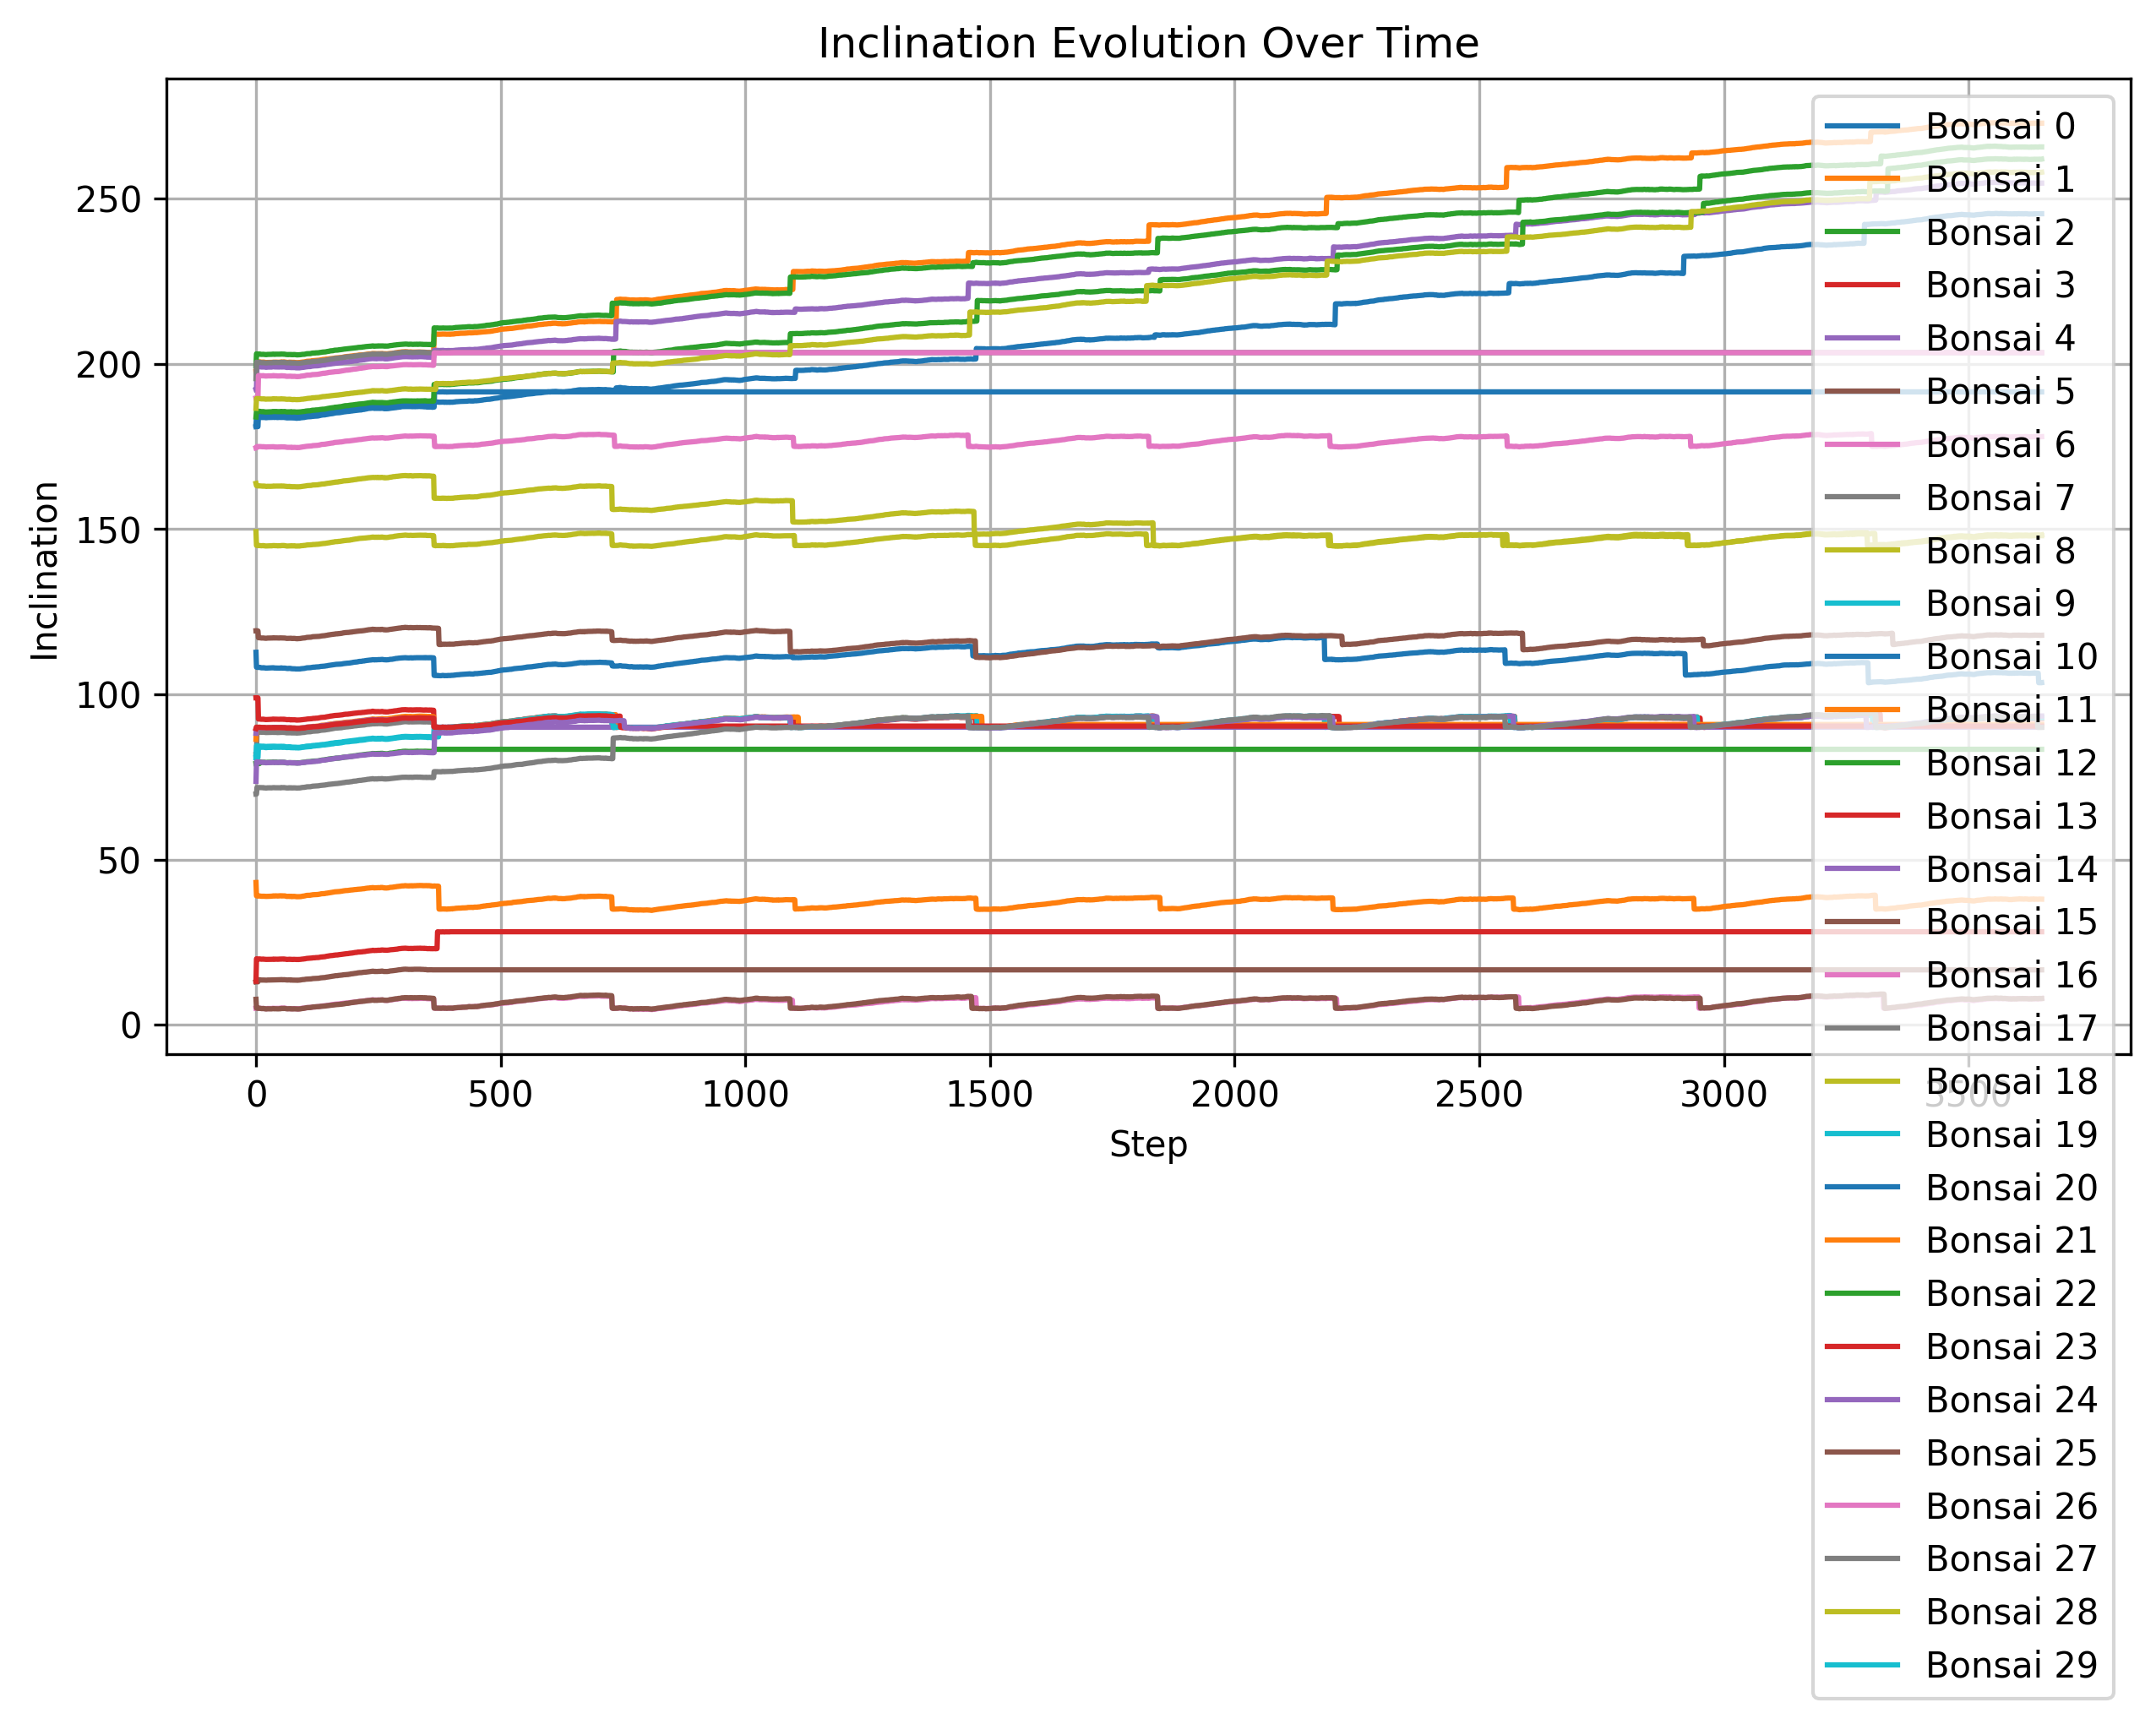 Inclination Evolution Over Time
Inclination
250
200
150
100
50
0
0
500
1000
1500
2000
2500
3000
3500
Step
Bonsai 0
Bonsai 1
Bonsai 2
Bonsai 3
Bonsai 4
Bonsai 5
Bonsai 6
Bonsai 7
Bonsai 8
Bonsai 9
Bonsai 10
Bonsai 11
Bonsai 12
Bonsai 13
Bonsai 14
Bonsai 15
Bonsai 16
Bonsai 17
Bonsai 18
Bonsai 19
Bonsai 20
Bonsai 21
Bonsai 22
Bonsai 23
Bonsai 24
Bonsai 25
Bonsai 26
Bonsai 27
Bonsai 28
Bonsai 29